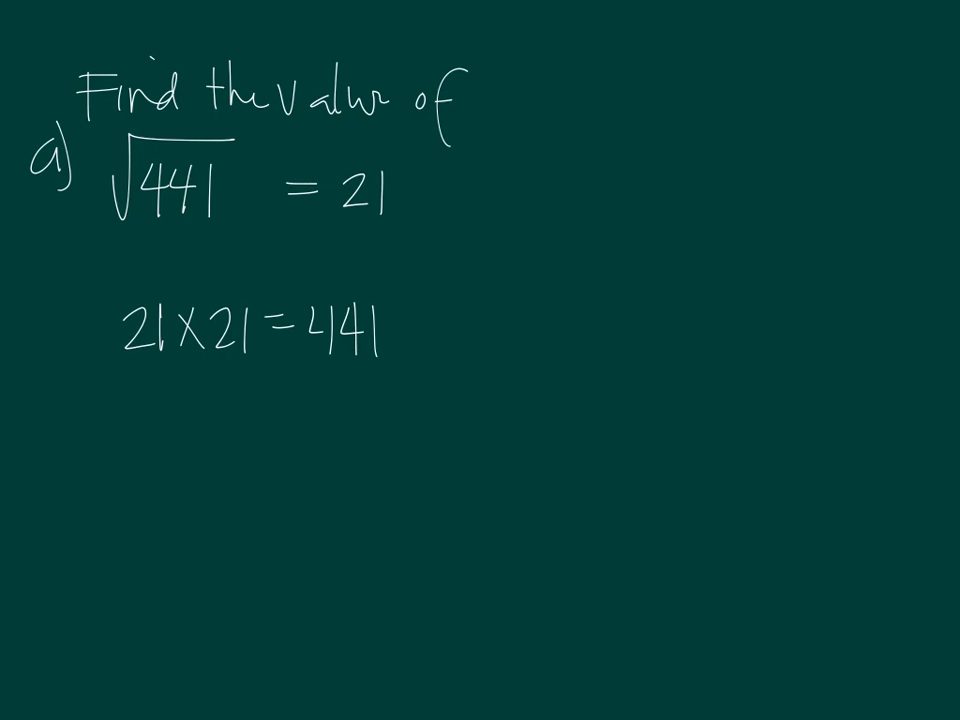 Find the value of
a) √441 = 21
21×21=441